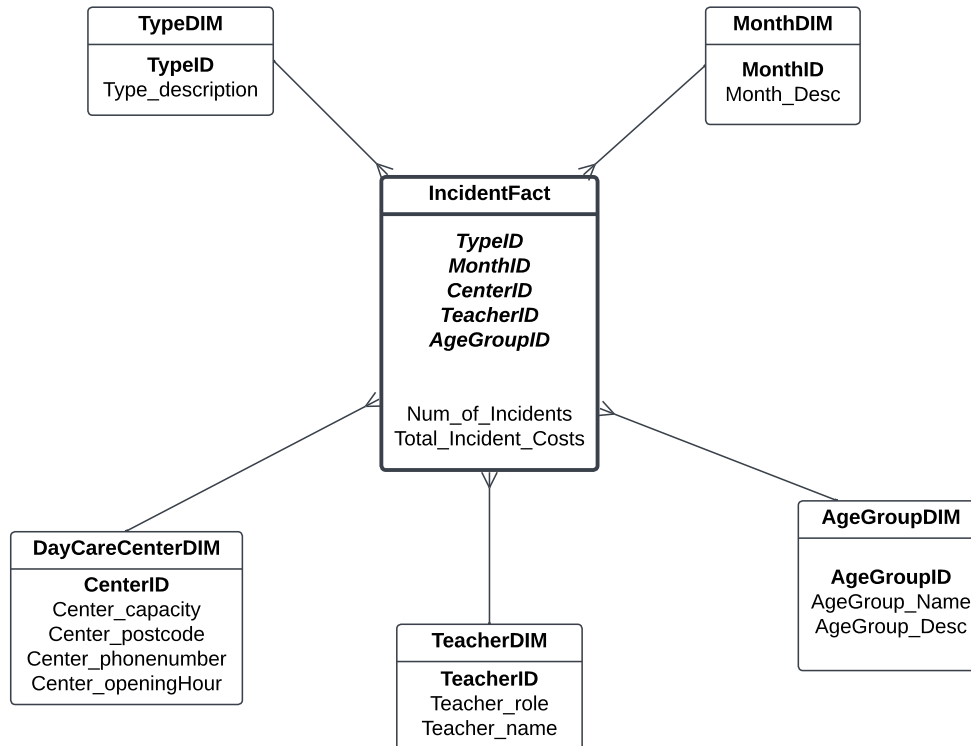 TypeDIM
TypeID
Type_description
MonthDIM
MonthID
Month_Desc
IncidentFact
TypeID
MonthID
CenterID
TeacherID
AgeGroupID
Num_of_Incidents
Total_Incident_Costs
DayCareCenterDIM
CenterID
Center_capacity
Center_postcode
Center_phonenumber
Center_openingHour
TeacherDIM
TeacherID
Teacher_role
Teacher_name
AgeGroupDIM
AgeGroupID
AgeGroup_Name
AgeGroup_Desc